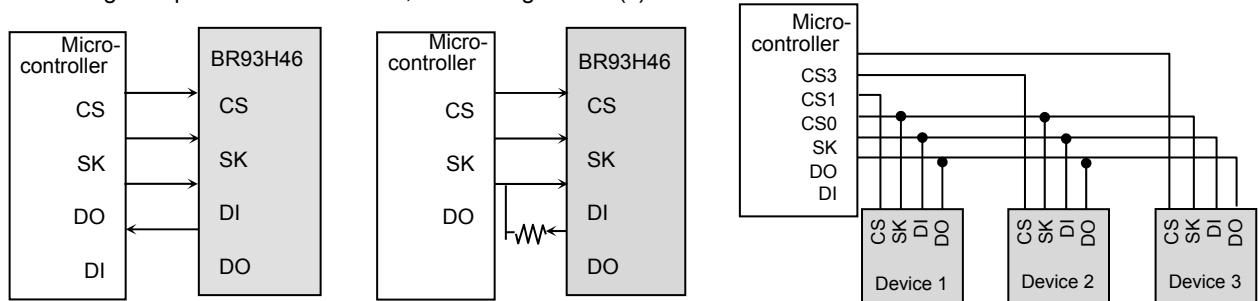 Micro-
controller
CS
SK
DO
DI
BR93H46
CS
SK
DI
DO
Micro-
controller
CS
SK
DO
BR93H46
CS
SK
DI
DO
Micro-
controller
CS3
CS1
CS0
SK
DO
DI
CS SK DI DO
Device 1
CS SK DI DO
Device 2
CS SK DI DO
Device 3